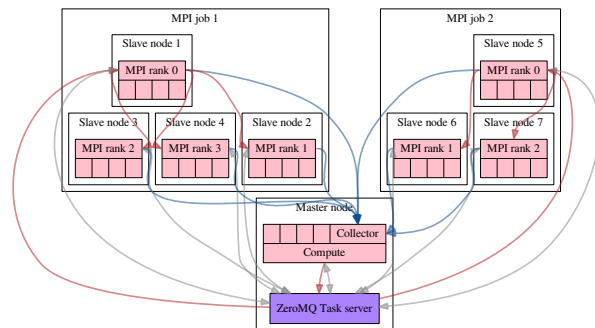 MPI job 1
MPI job 2
Slave node 1
MPI rank 0
Slave node 5
MPI rank 0
Slave node 3
MPI rank 2
Slave node 4
MPI rank 3
Slave node 2
MPI rank 1
Slave node 6
MPI rank 1
Slave node 7
MPI rank 2
Master node
Collector
Compute
ZeroMQ Task server